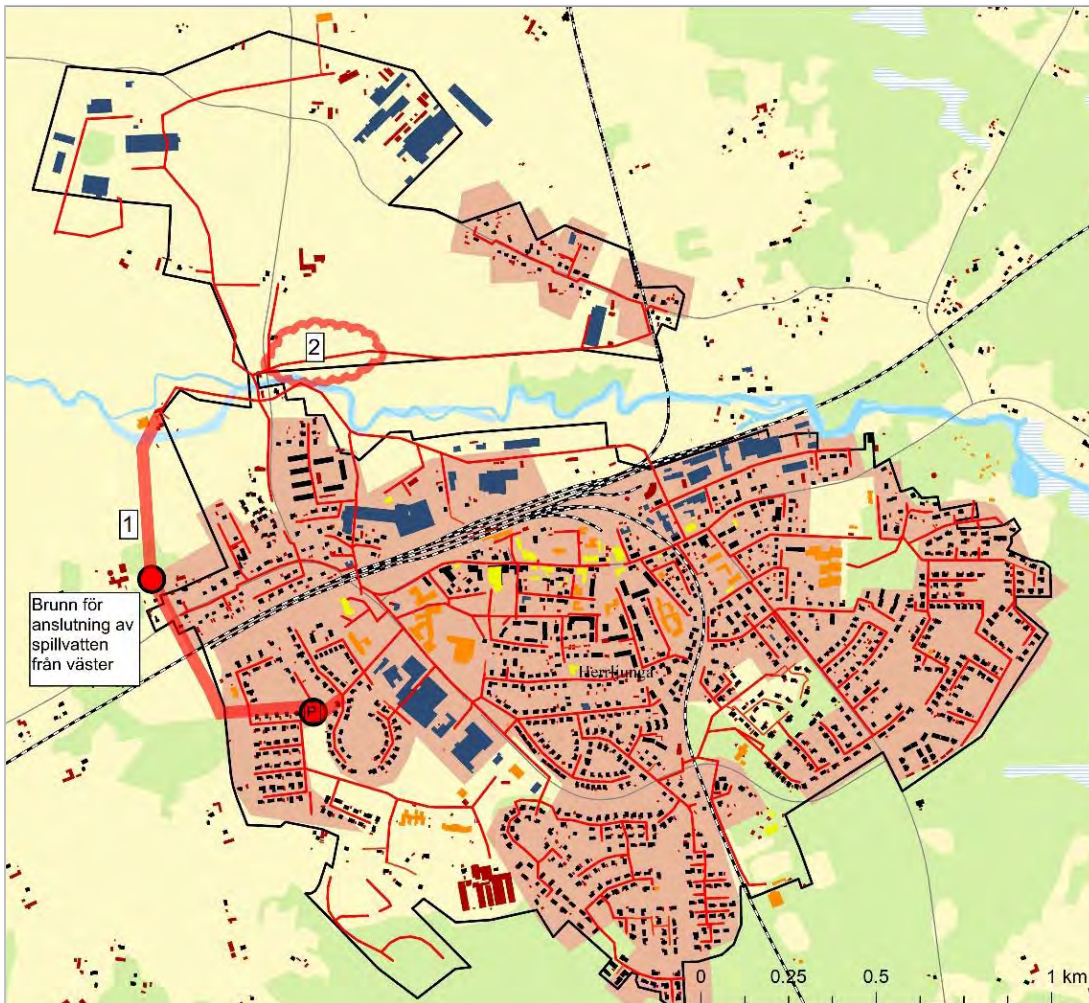 2
1
Brunn för
anslutning av
spillvatten
från väster
P
Herrljunga
0 0.25 0.5 1 km